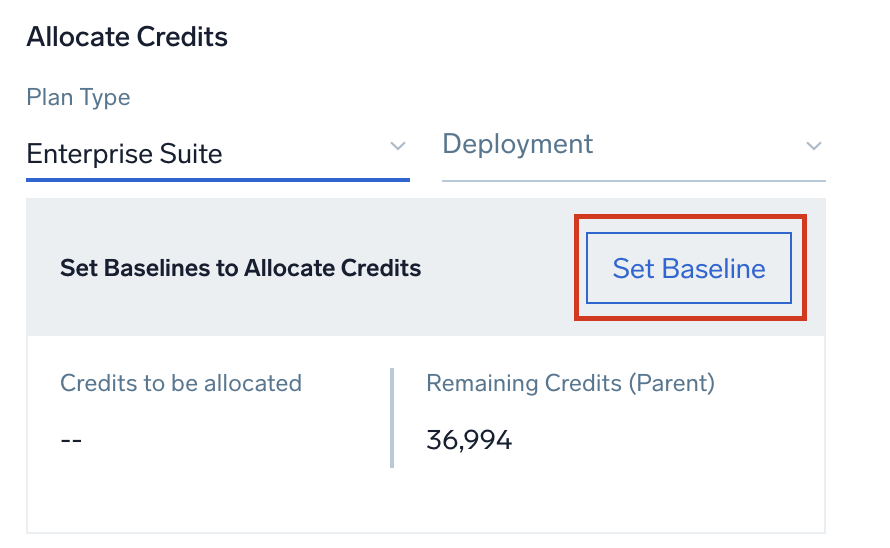 Allocate Credits
Plan Type
Enterprise Suite
Deployment
Set Baselines to Allocate Credits
Set Baseline
Credits to be allocated
--
Remaining Credits (Parent)
36,994